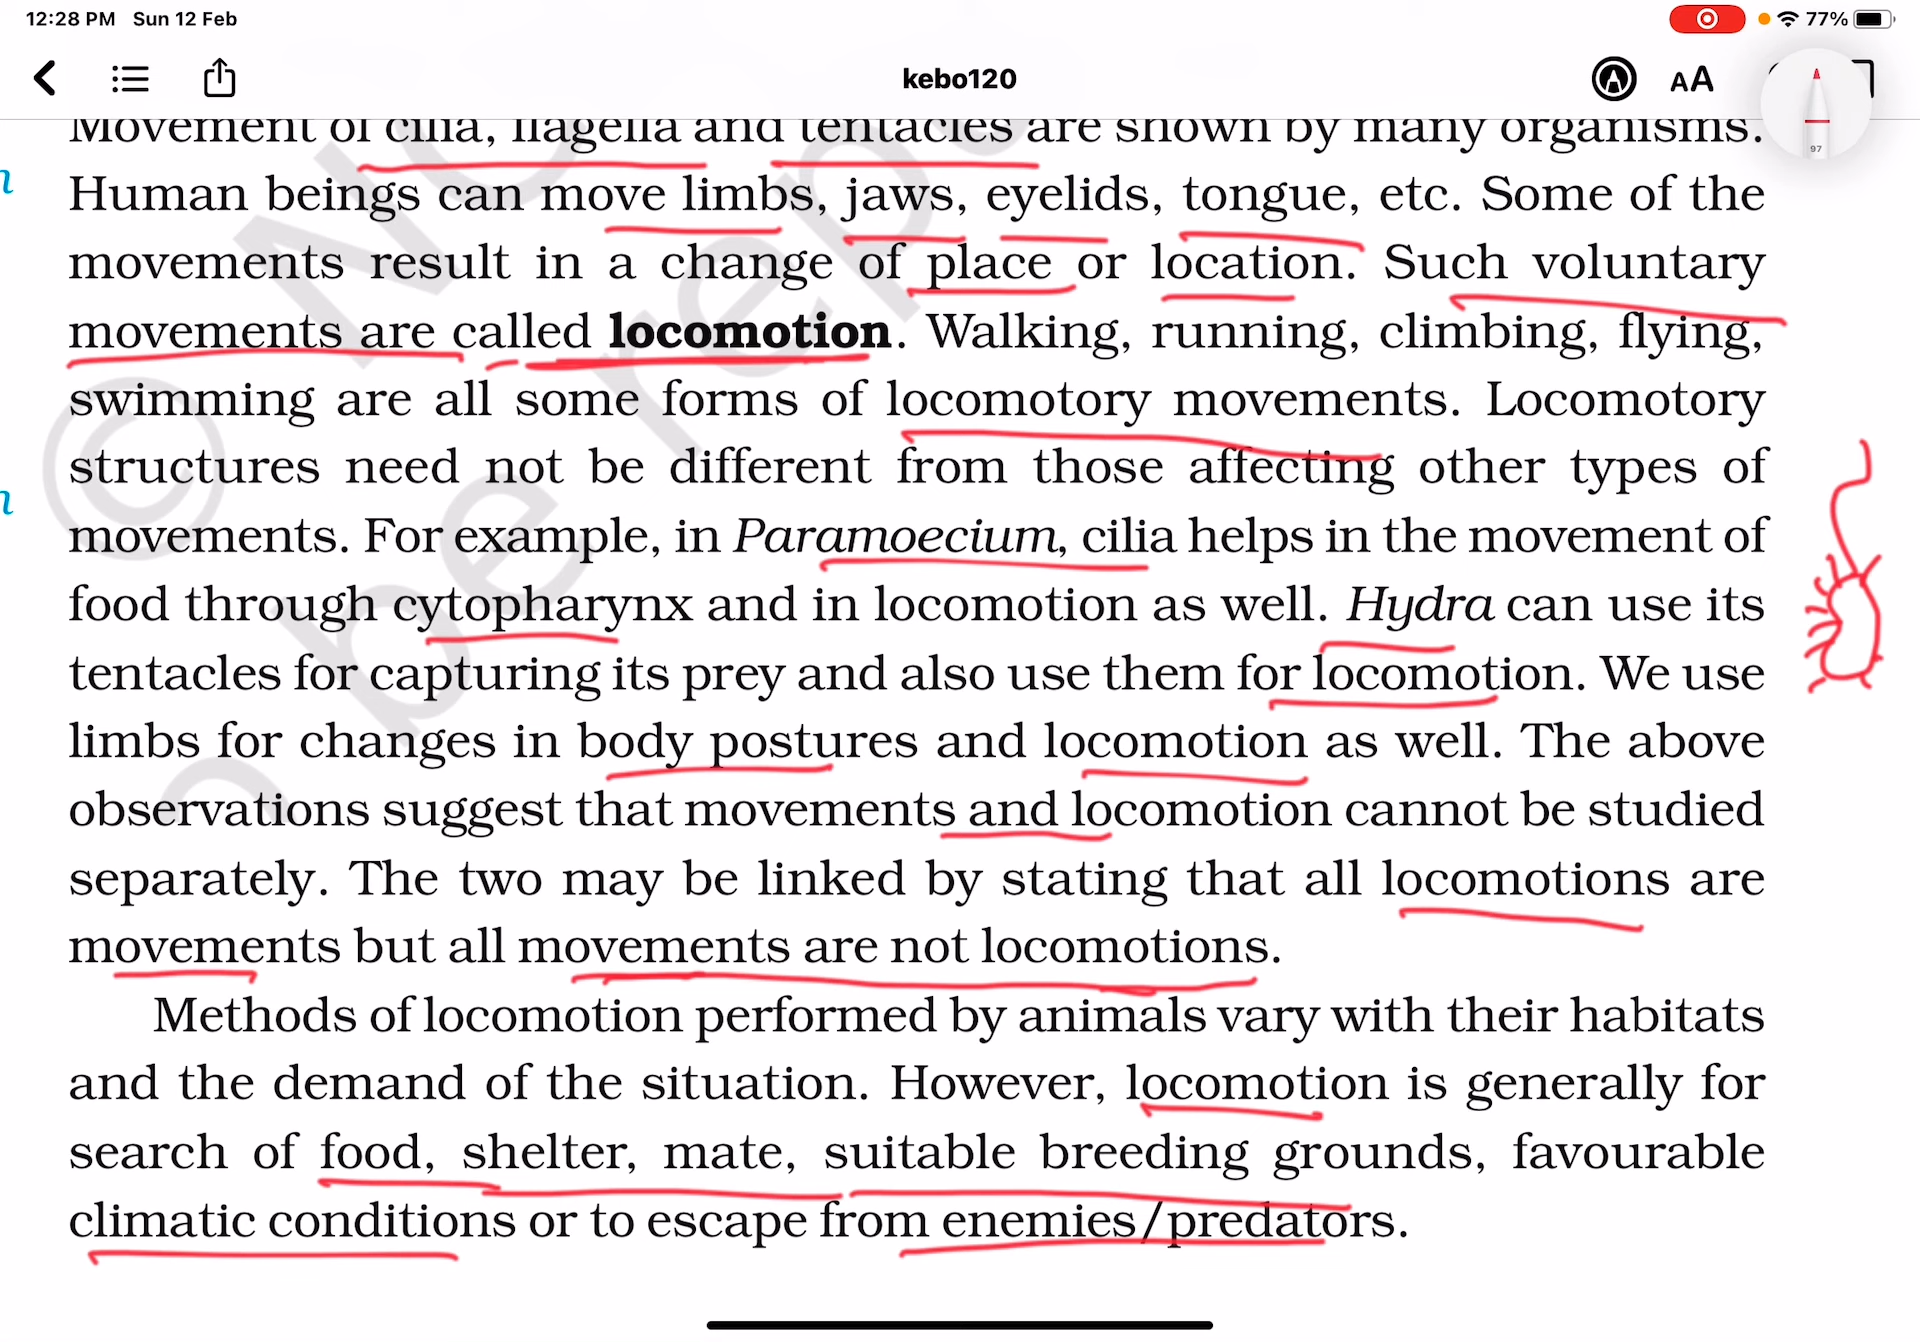 12:28 PM Sun 12 Feb 77%
kebo120 AA
97
Movement of cilia, flagella and tentacles are shown by many organisms.
Human beings can move limbs, jaws, eyelids, tongue, etc. Some of the
movements result in a change of place or location. Such voluntary
movements are called locomotion. Walking, running, climbing, flying,
swimming are all some forms of locomotory movements. Locomotory
structures need not be different from those affecting other types of
movements. For example, in Paramoecium, cilia helps in the movement of
food through cytopharynx and in locomotion as well. Hydra can use its
tentacles for capturing its prey and also use them for locomotion. We use
limbs for changes in body postures and locomotion as well. The above
observations suggest that movements and locomotion cannot be studied
separately. The two may be linked by stating that all locomotions are
movements but all movements are not locomotions.
Methods of locomotion performed by animals vary with their habitats
and the demand of the situation. However, locomotion is generally for
search of food, shelter, mate, suitable breeding grounds, favourable
climatic conditions or to escape from enemies/predators.